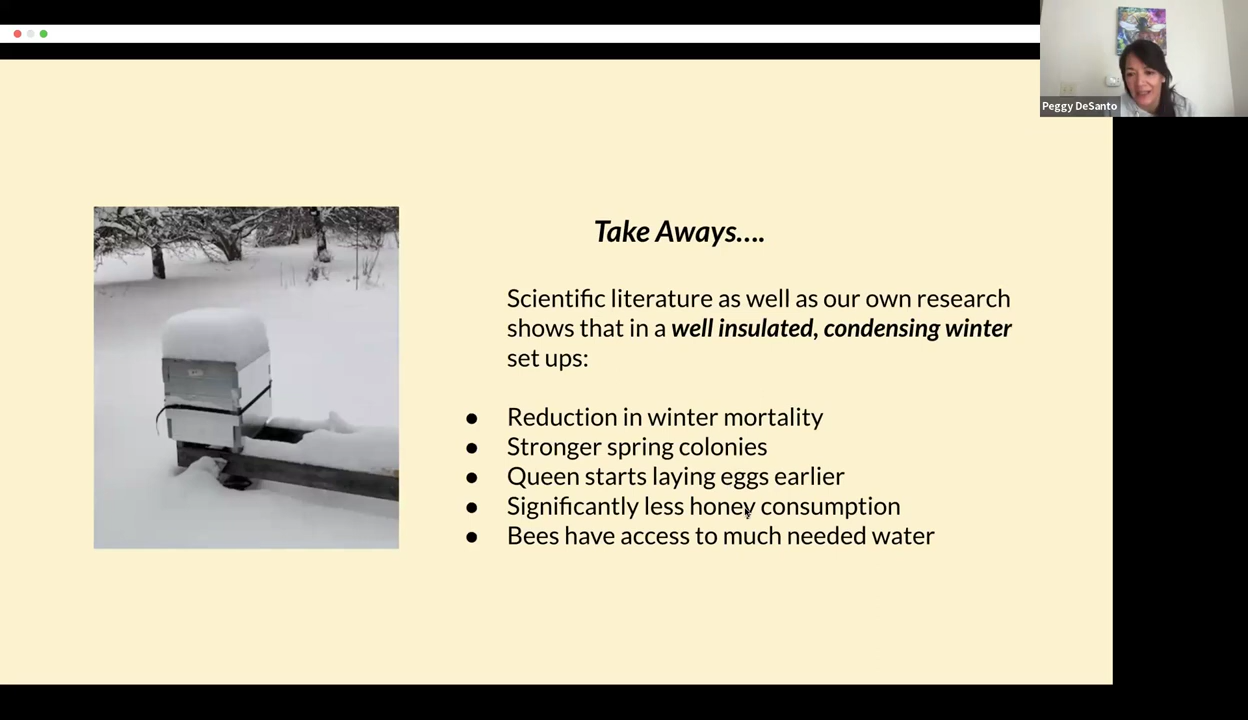 Peggy DeSanto
Take Aways....
Scientific literature as well as our own research
shows that in a well insulated, condensing winter
set ups:
● Reduction in winter mortality
● Stronger spring colonies
● Queen starts laying eggs earlier
● Significantly less honey consumption
● Bees have access to much needed water